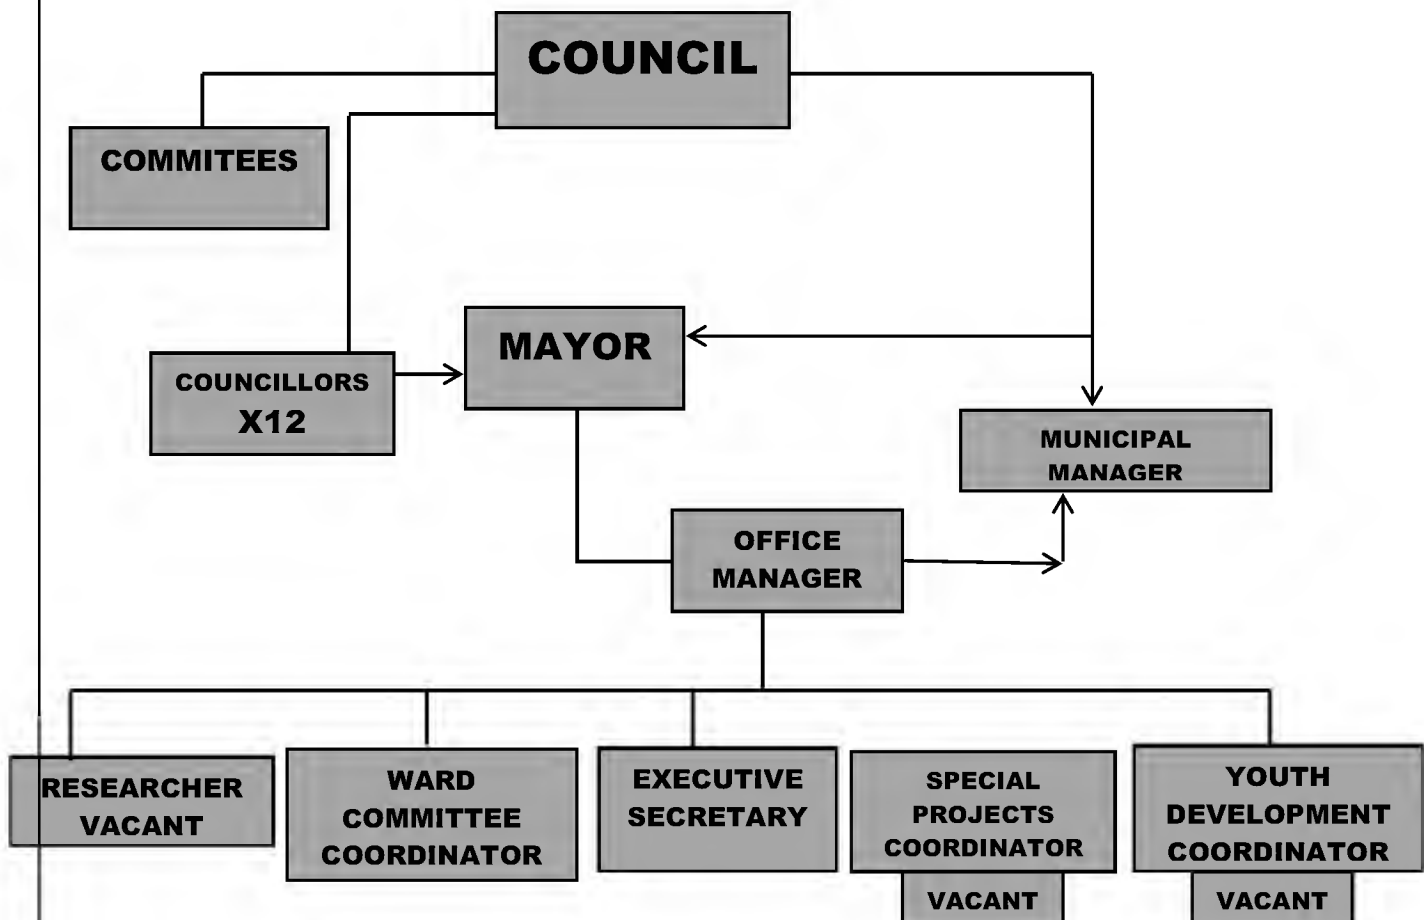 COUNCIL
COMMITEES
MAYOR
COUNCILLORS
X12
MUNICIPAL
MANAGER
OFFICE
MANAGER
RESEARCHER
VACANT
WARD
COMMITTEE
COORDINATOR
EXECUTIVE
SECRETARY
SPECIAL
PROJECTS
COORDINATOR
VACANT
YOUTH
DEVELOPMENT
COORDINATOR
VACANT